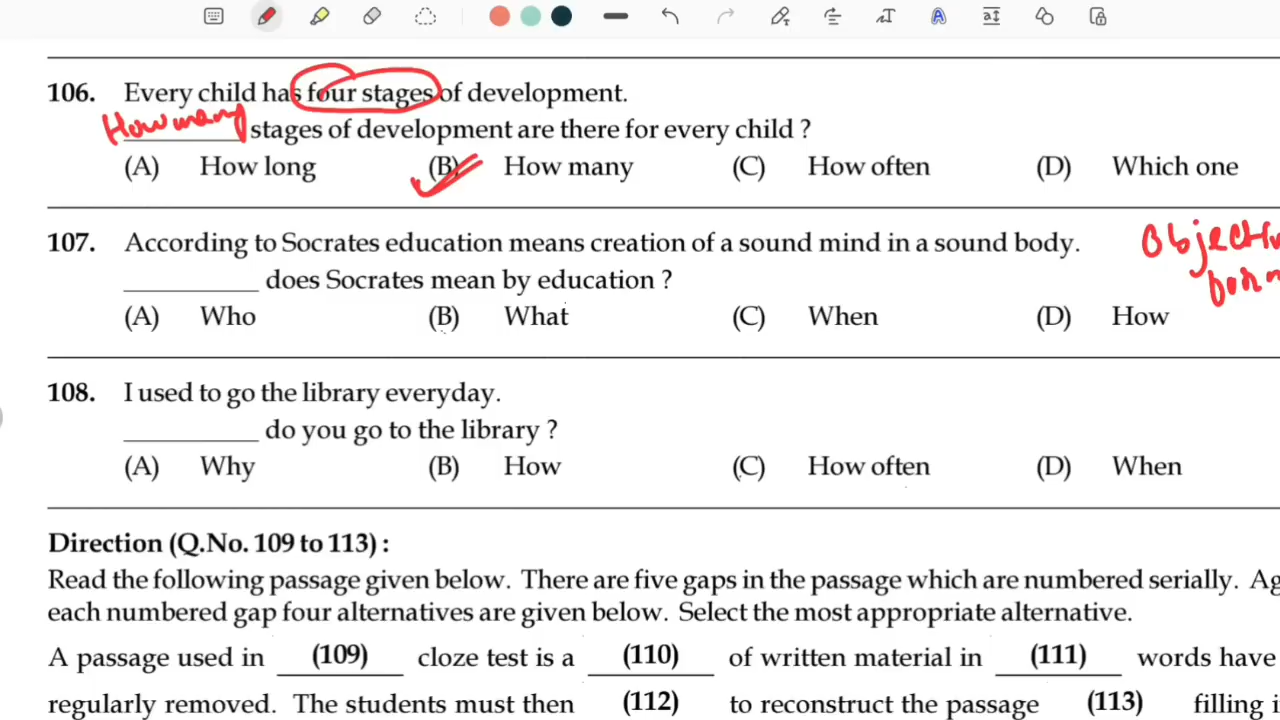 106. Every child has four stages of development.
How many stages of development are there for every child ?
(A) How long (B) How many (C) How often (D) Which one
107. According to Socrates education means creation of a sound mind in a sound body.
does Socrates mean by education ?
(A) Who (B) What (C) When (D) How
108. I used to go the library everyday.
do you go to the library ?
(A) Why (B) How (C) How often (D) When
Direction (Q.No. 109 to 113) :
Read the following passage given below. There are five gaps in the passage which are numbered serially.
each numbered gap four alternatives are given below. Select the most appropriate alternative.
A passage used in (109) cloze test is a (110) of written material in (111) words have
regularly removed. The students must then (112) to reconstruct the passage (113) filling